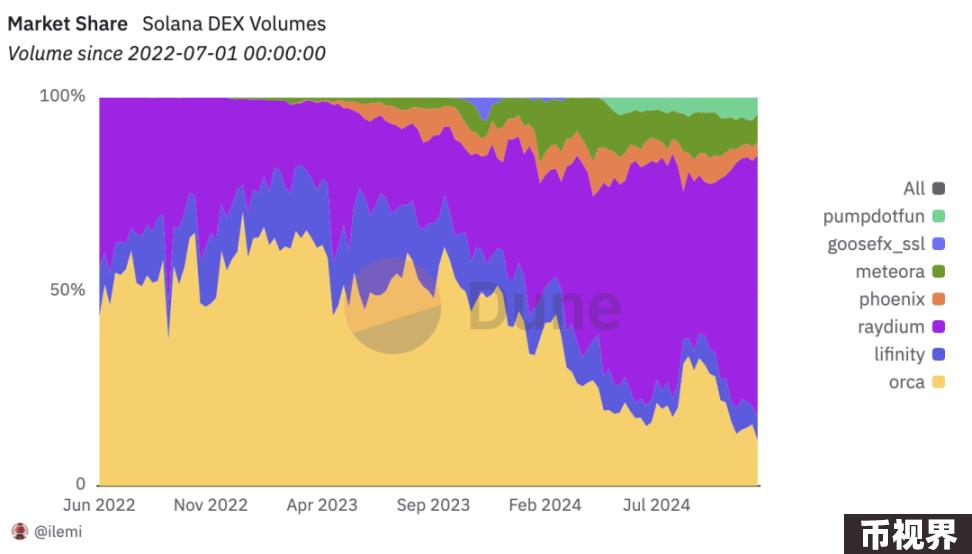 Market Share Solana DEX Volumes
Volume since 2022-07-01 00:00:00
100%
50%
0
Jun 2022 Nov 2022 Apr 2023 Sep 2023 Feb 2024 Jul 2024
Dune
All
pumpdotfun
goosefx_ssl
meteora
phoenix
raydium
lifinity
orca
@ilemi
币视界